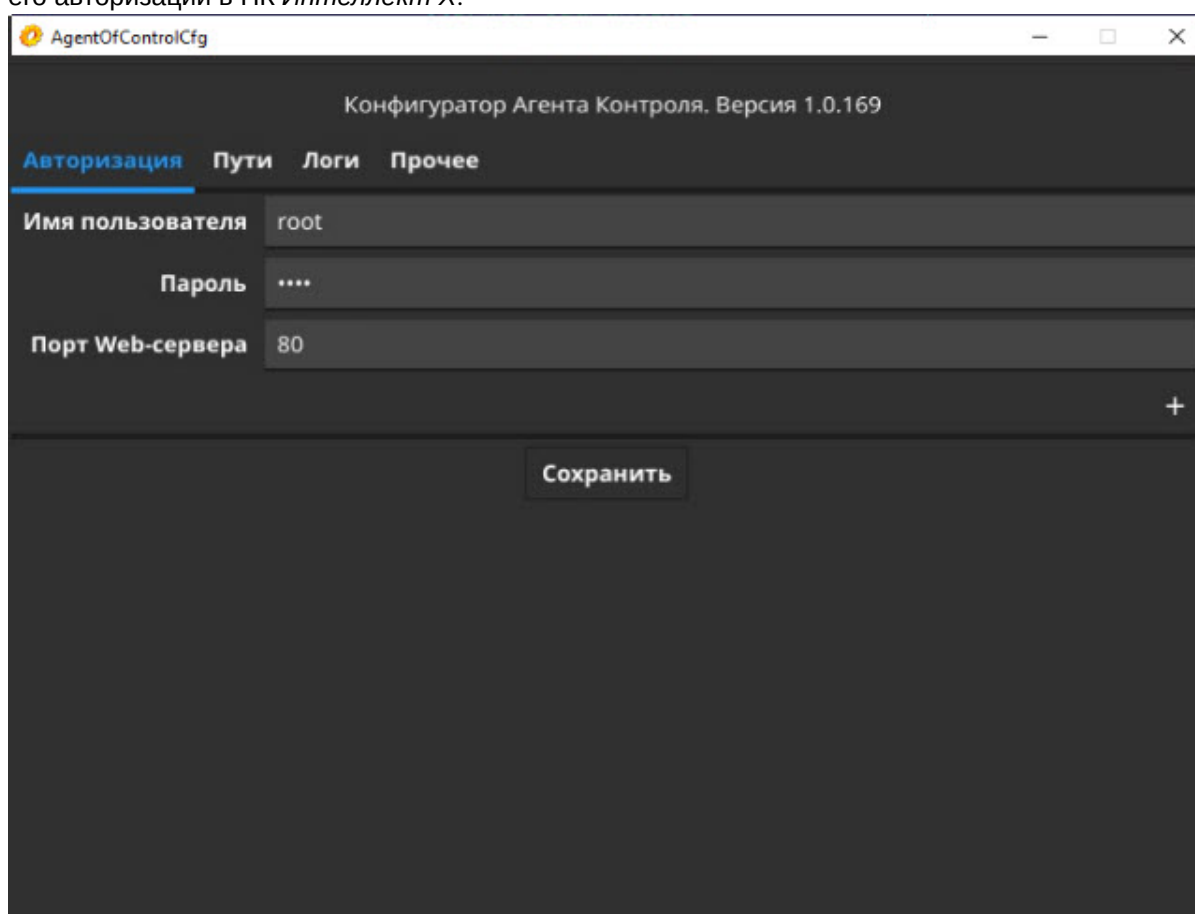 его авторизации в ПК Интеллект X.
AgentOfControlCfg
Конфигуратор Агента Контроля. Версия 1.0.169
Авторизация Пути Логи Прочее
Имя пользователя root
Пароль ••••
Порт Web-сервера 80
+
Сохранить